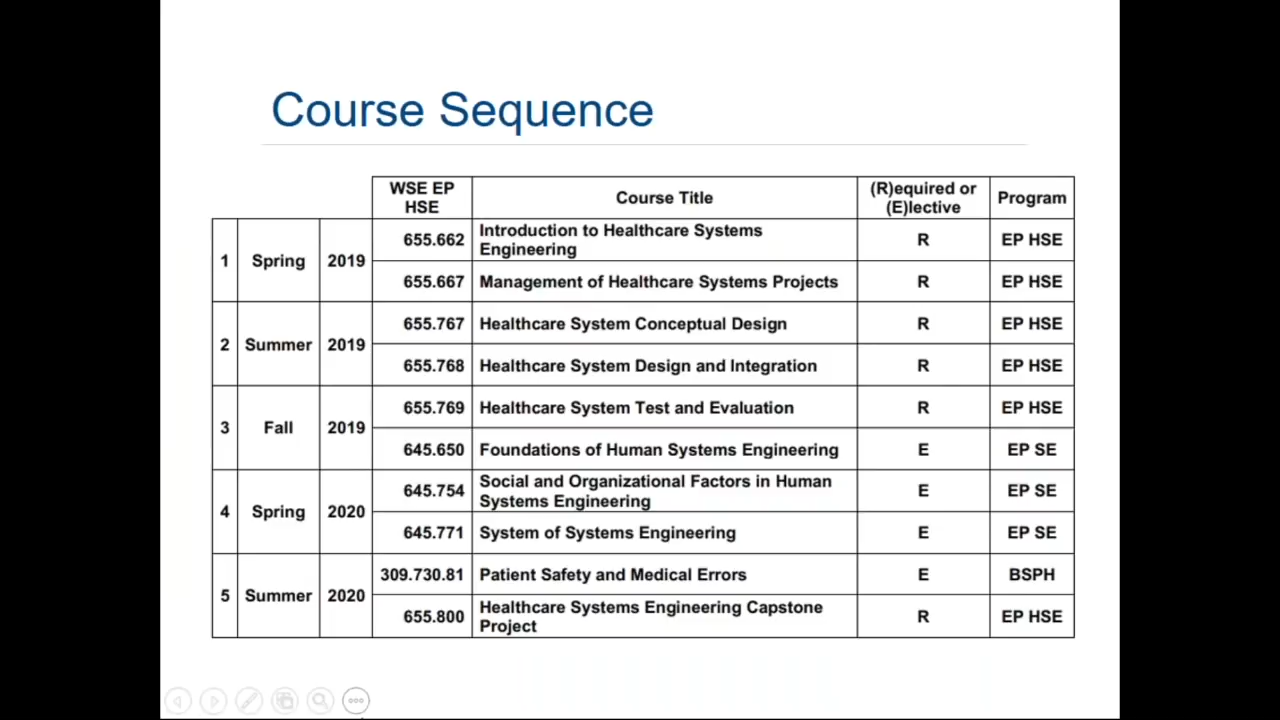 Course Sequence
WSE EP
HSE
Course Title
(R)equired or
(E)lective
Program
1 Spring 2019
655.662 Introduction to Healthcare Systems
Engineering
R EP HSE
655.667 Management of Healthcare Systems Projects R EP HSE
2 Summer 2019
655.767 Healthcare System Conceptual Design R EP HSE
655.768 Healthcare System Design and Integration R EP HSE
3 Fall 2019
655.769 Healthcare System Test and Evaluation R EP HSE
645.650 Foundations of Human Systems Engineering E EP SE
4 Spring 2020
645.754 Social and Organizational Factors in Human
Systems Engineering
E EP SE
645.771 System of Systems Engineering E EP SE
5 Summer 2020
309.730.81 Patient Safety and Medical Errors E BSPH
655.800 Healthcare Systems Engineering Capstone
Project
R EP HSE